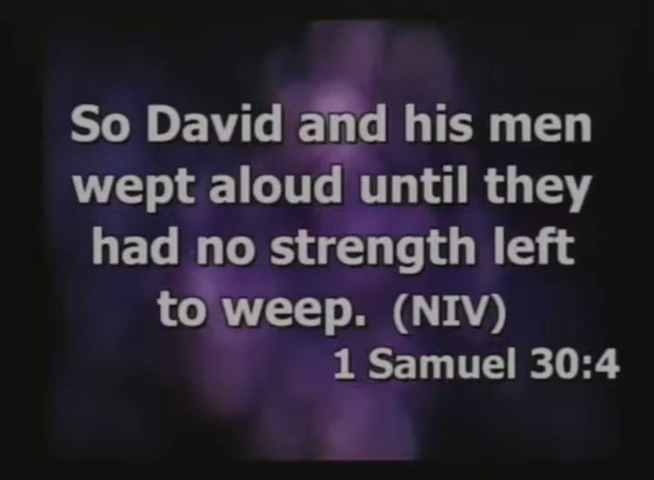 So David and his men
wept aloud until they
had no strength left
to weep. (NIV)
1 Samuel 30:4